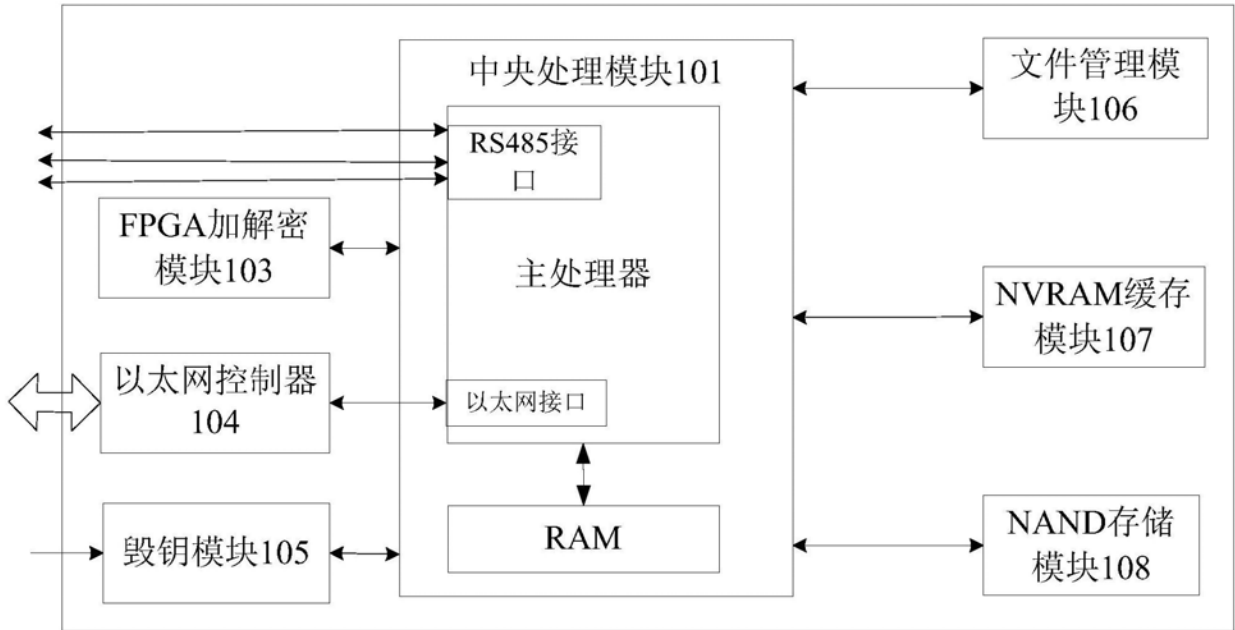 中央处理模块101
文件管理模
块106
RS485接
口
FPGA加解密
模块103
主处理器
NVRAM缓存
模块107
以太网控制器
104
以太网接口
毁钥模块105
RAM
NAND存储
模块108